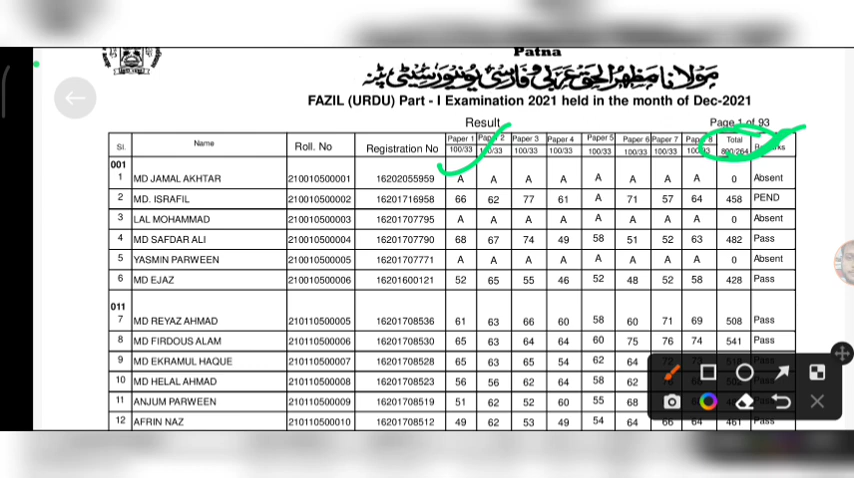 Patna
مولانا مظہر الحق عربی و فارسی یونیورسیٹی پٹنہ
FAZIL (URDU) Part - I Examination 2021 held in the month of Dec-2021
Result Page 1 of 93
Sl. Name Roll. No Registration No Paper 1 Paper 2 Paper 3 Paper 4 Paper 5 Paper 6 Paper 7 Paper 8 Total
100/33 100/33 100/33 100/33 100/33 100/33 800/264
001
1 MD JAMAL AKHTAR 210010500001 16202055959 A A A A A A A A 0 Absent
2 MD. ISRAFIL 210010500002 16201716958 66 62 77 61 A 71 57 64 458 PEND
3 LAL MOHAMMAD 210010500003 16201707795 A A A A A A A A 0 Absent
4 MD SAFDAR ALI 210010500004 16201707790 68 67 74 49 58 51 52 63 482 Pass
5 YASMIN PARWEEN 210010500005 16201707771 A A A A A A A A 0 Absent
6 MD EJAZ 210010500006 16201600121 52 65 55 46 52 48 52 58 428 Pass
011
7 MD REYAZ AHMAD 210110500005 16201708536 61 63 66 60 58 60 71 69 508 Pass
8 MD FIRDOUS ALAM 210110500006 16201708530 65 63 64 64 60 75 76 74 541 Pass
9 MD EKRAMUL HAQUE 210110500007 16201708528 65 63 65 54 62 64 Pass
10 MD HELAL AHMAD 210110500008 16201708523 56 56 62 64 58 62
11 ANJUM PARWEEN 210110500009 16201708519 51 62 52 60 55 68
12 AFRIN NAZ 210110500010 16201708512 49 62 53 49 54 64 66 64 461 Pass